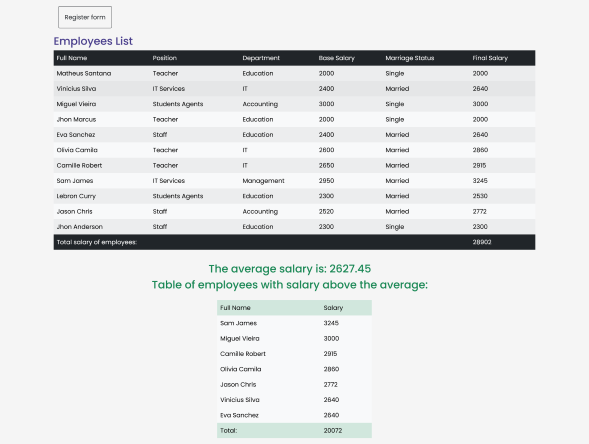 Register form
Employees List
Full Name Position Department Base Salary Marriage Status Final Salary
Matheus Santana Teacher Education 2000 Single 2000
Vinicius Silva IT Services IT 2400 Married 2640
Miguel Vieira Students Agents Accounting 3000 Single 3000
Jhon Marcus Teacher Education 2000 Single 2000
Eva Sanchez Staff Education 2400 Married 2640
Olivia Camila Teacher IT 2600 Married 2860
Camille Robert Teacher IT 2650 Married 2915
Sam James IT Services Management 2950 Married 3245
Lebron Curry Students Agents Education 2300 Married 2530
Jason Chris Staff Accounting 2520 Married 2772
Jhon Anderson Staff Education 2300 Single 2300
Total salary of employees: 28902
The average salary is: 2627.45
Table of employees with salary above the average:
Full Name Salary
Sam James 3245
Miguel Vieira 3000
Camille Robert 2915
Olivia Camila 2860
Jason Chris 2772
Vinicius Silva 2640
Eva Sanchez 2640
Total: 20072